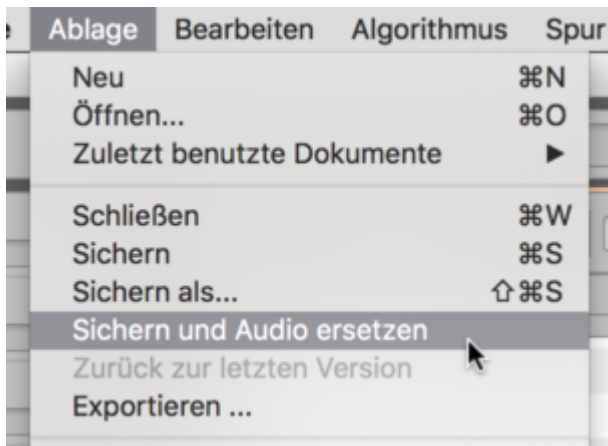 Ablage Bearbeiten Algorithmus Spur
Neu ⌘N
Öffnen... ⌘O
Zuletzt benutzte Dokumente ▶
Schließen ⌘W
Sichern ⌘S
Sichern als... ⇧⌘S
Sichern und Audio ersetzen
Zurück zur letzten Version
Exportieren ...